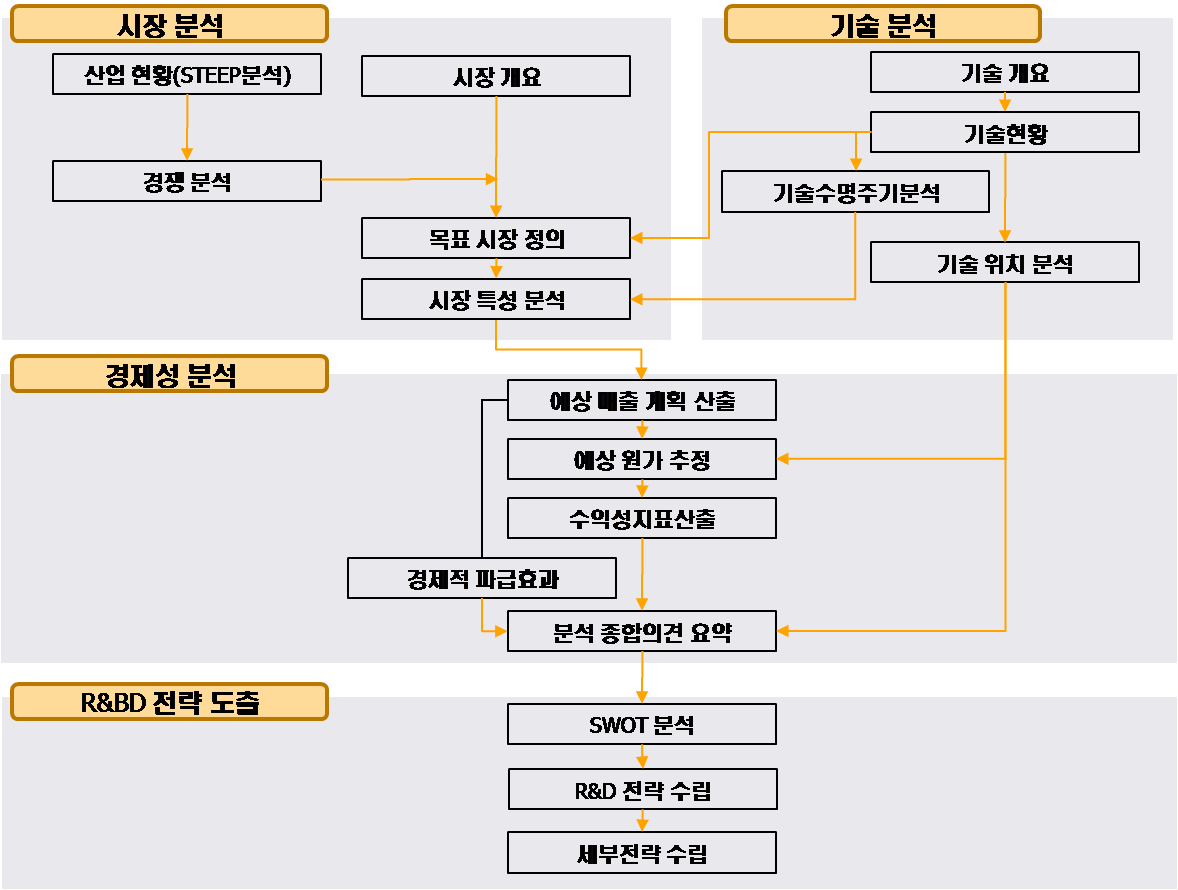 시장 분석
산업 현황(STEEP분석)
시장 개요
경쟁 분석
목표 시장 정의
시장 특성 분석
기술 분석
기술 개요
기술현황
기술수명주기분석
기술 위치 분석
경제성 분석
예상 매출 계획 산출
예상 원가 추정
수익성지표산출
경제적 파급효과
분석 종합의견 요약
R&BD 전략 도출
SWOT 분석
R&D 전략 수립
세부전략 수립